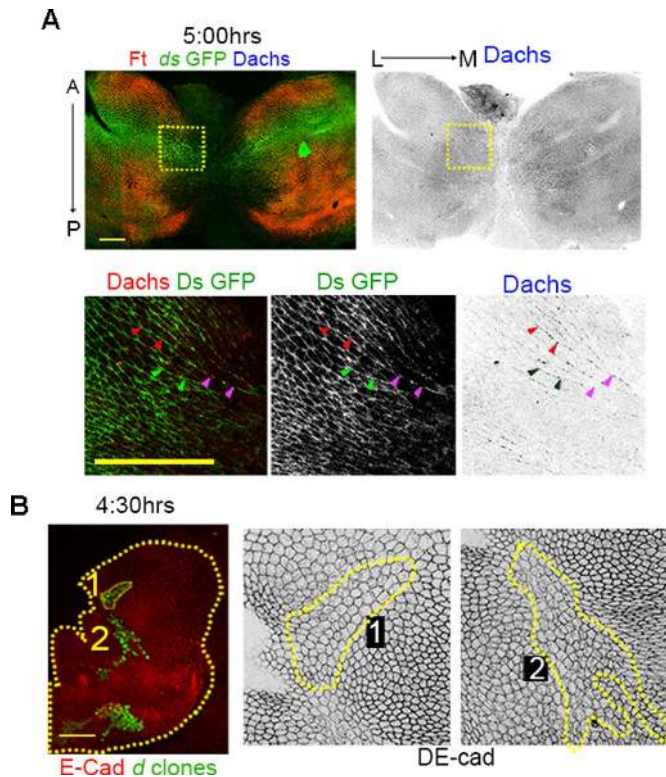 A
5:00hrs
Ft ds GFP Dachs
L M Dachs
A
P
Dachs Ds GFP
Ds GFP
Dachs
B
4:30hrs
1
2
1
2
E-Cad d clones
DE-cad